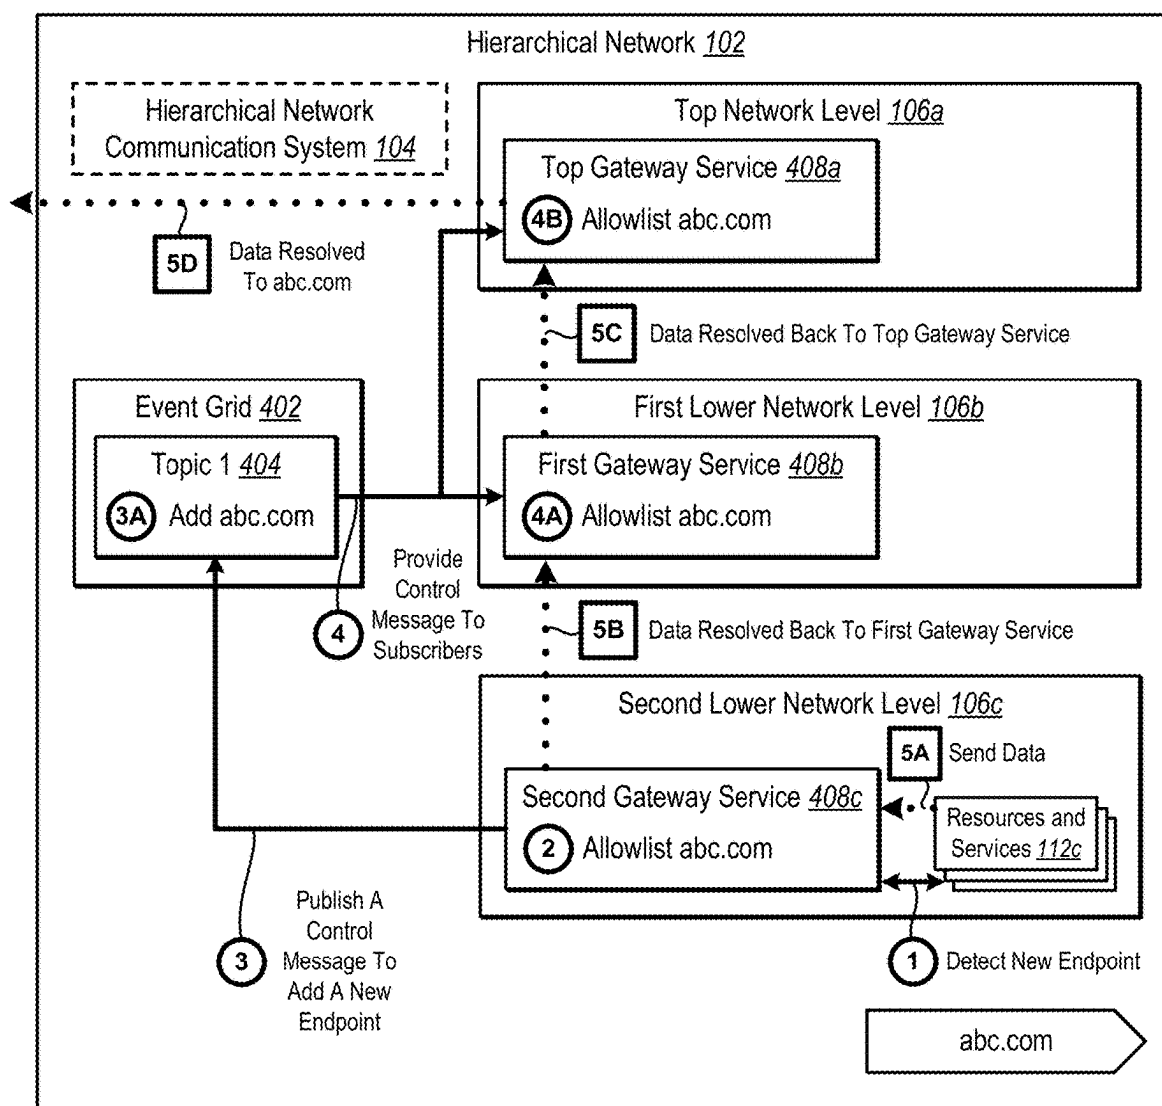 Hierarchical Network 102
Hierarchical Network
Communication System 104
Top Network Level 106a
Top Gateway Service 408a
4B Allowlist abc.com
5D Data Resolved
To abc.com
5C Data Resolved Back To Top Gateway Service
Event Grid 402
Topic 1 404
3A Add abc.com
First Lower Network Level 106b
First Gateway Service 408b
4A Allowlist abc.com
Provide
Control
Message To
Subscribers
4
5B Data Resolved Back To First Gateway Service
Second Lower Network Level 106c
5A Send Data
Second Gateway Service 408c
2 Allowlist abc.com
Resources and
Services 112c
Publish A
Control
Message To
Add A New
Endpoint
3
1 Detect New Endpoint
abc.com